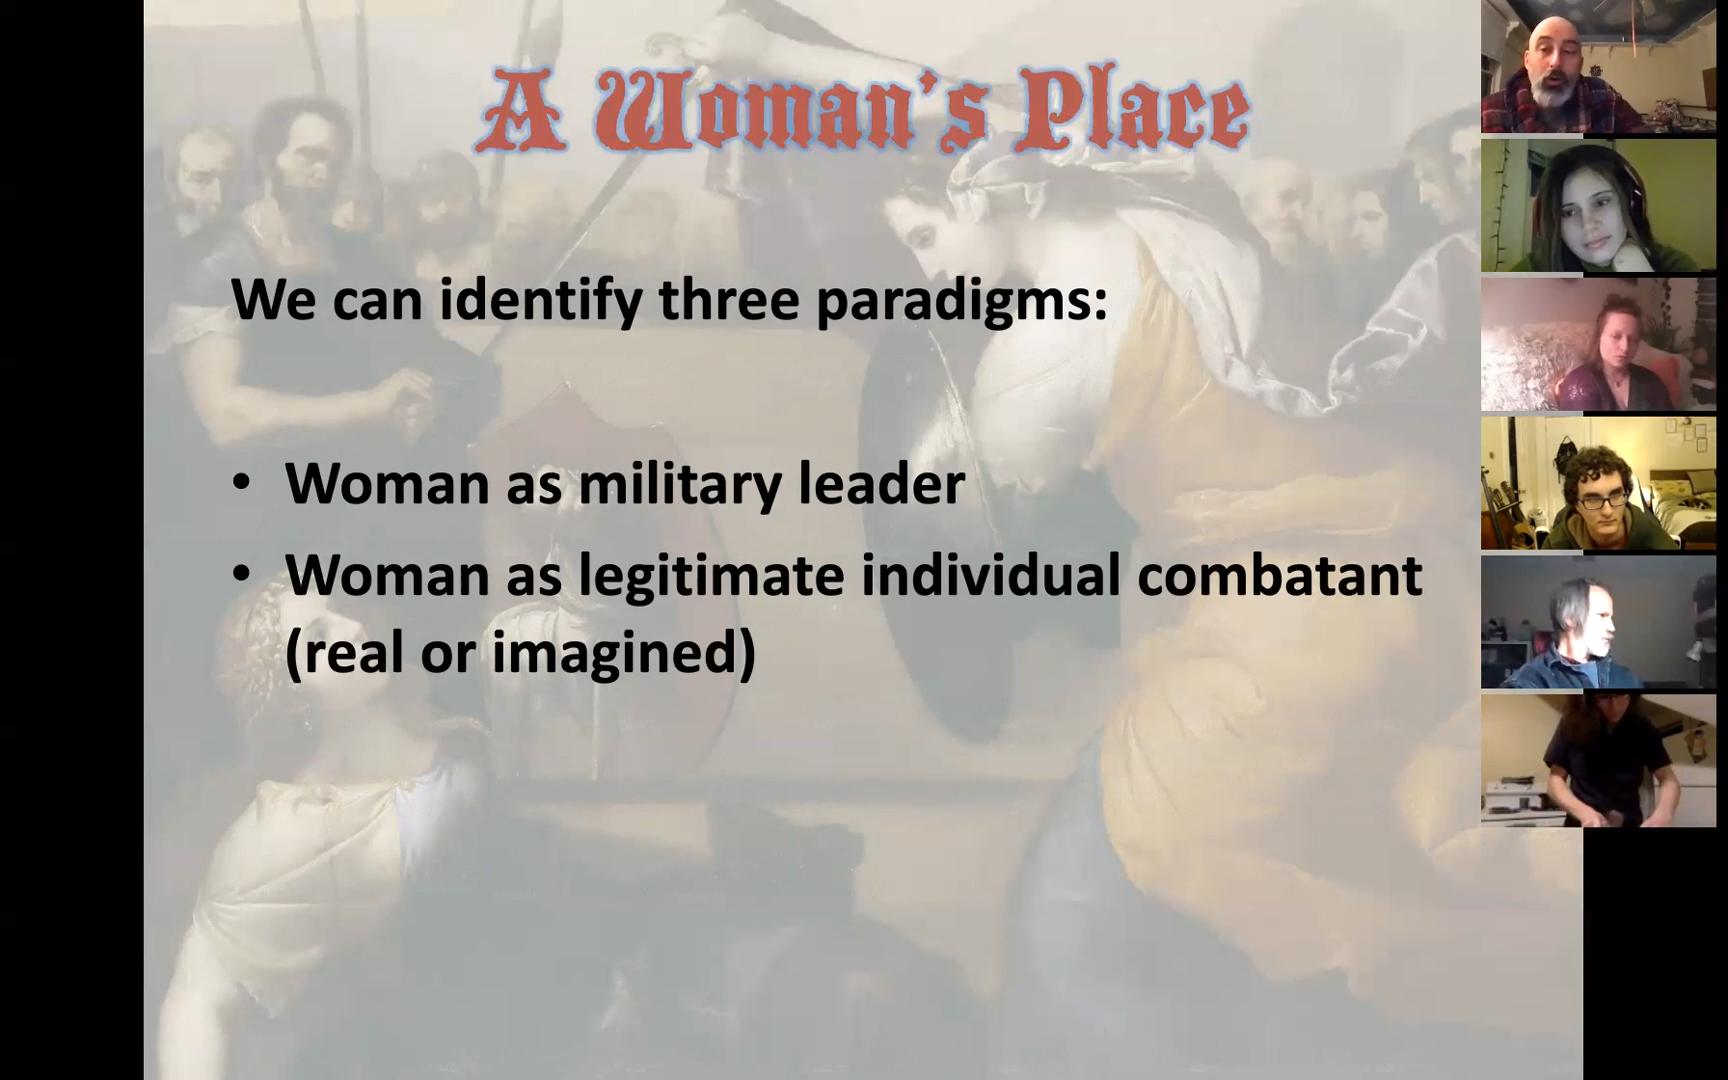 A Woman's Place
We can identify three paradigms:
• Woman as military leader
• Woman as legitimate individual combatant
(real or imagined)